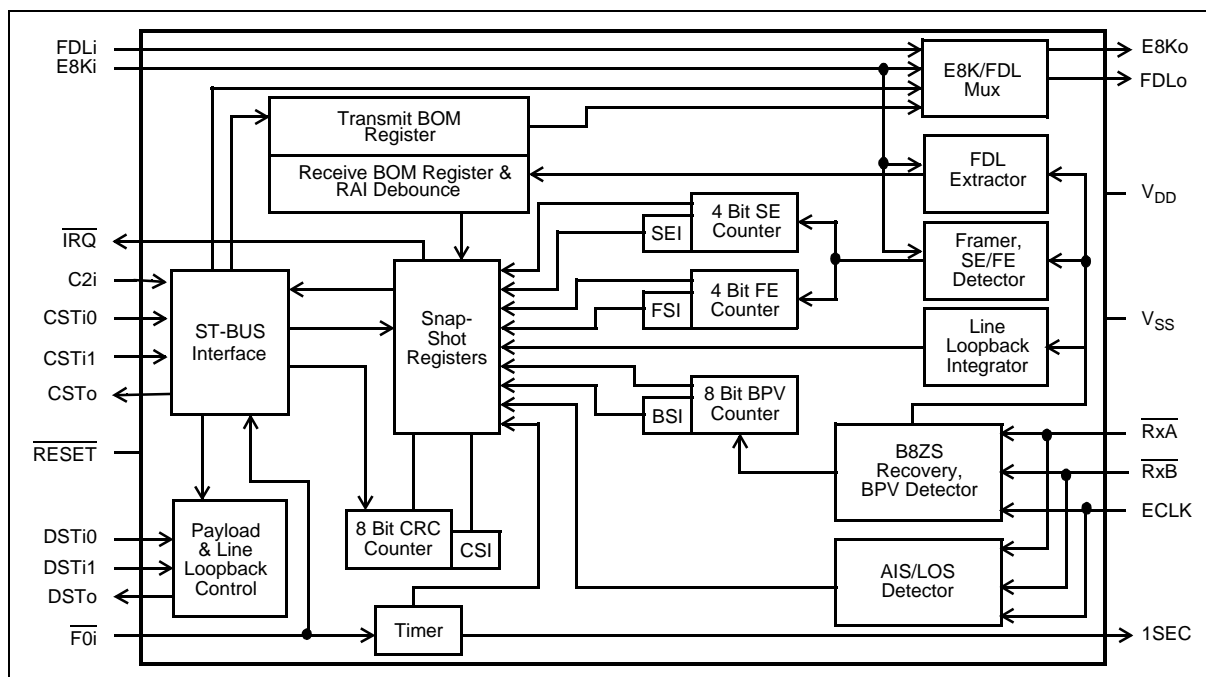 FDLi
E8Ki
E8K/FDL
Mux
E8Ko
FDLo
Transmit BOM
Register
Receive BOM Register &
RAI Debounce
FDL
Extractor
VDD
4 Bit SE
Counter
SEI
Framer,
SE/FE
Detector
IRQ
C2i
CSTi0
CSTi1
CSTo
ST-BUS
Interface
Snap-
Shot
Registers
4 Bit FE
Counter
FSI
Line
Loopback
Integrator
VSS
8 Bit BPV
Counter
BSI
B8ZS
Recovery,
BPV Detector
RxA
RxB
ECLK
RESET
DSTi0
DSTi1
DSTo
Payload
& Line
Loopback
Control
8 Bit CRC
Counter
CSI
AIS/LOS
Detector
F0i
Timer
1SEC